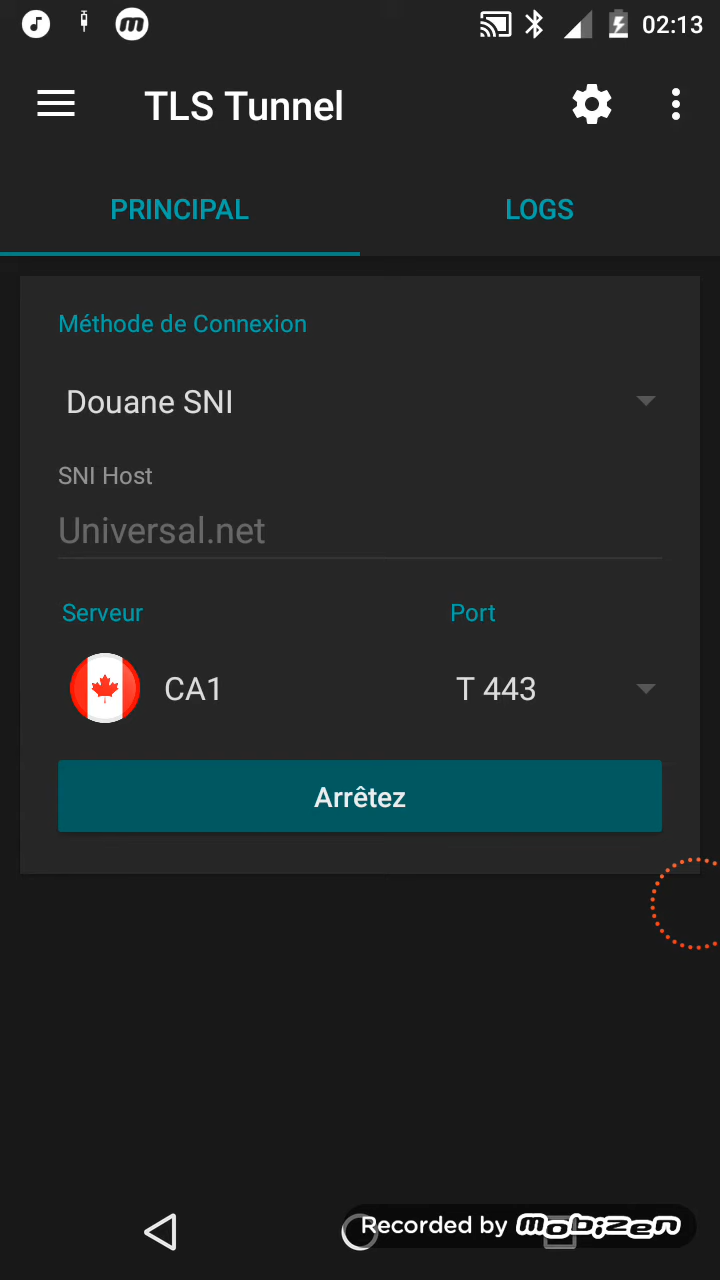 02:13
TLS Tunnel
PRINCIPAL
LOGS
Méthode de Connexion
Douane SNI
SNI Host
Universal.net
Serveur
Port
CA1
T 443
Arrêtez
Recorded by mobizen